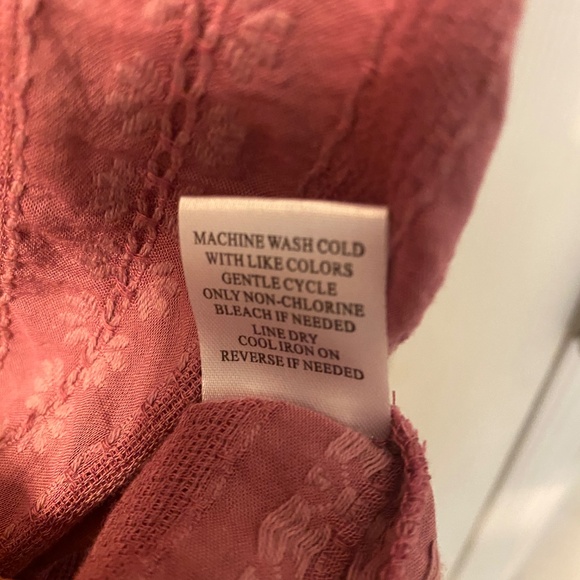 MACHINE WASH COLD
WITH LIKE COLORS
GENTLE CYCLE
ONLY NON-CHLORINE
BLEACH IF NEEDED
LINE DRY
COOL IRON ON
REVERSE IF NEEDED